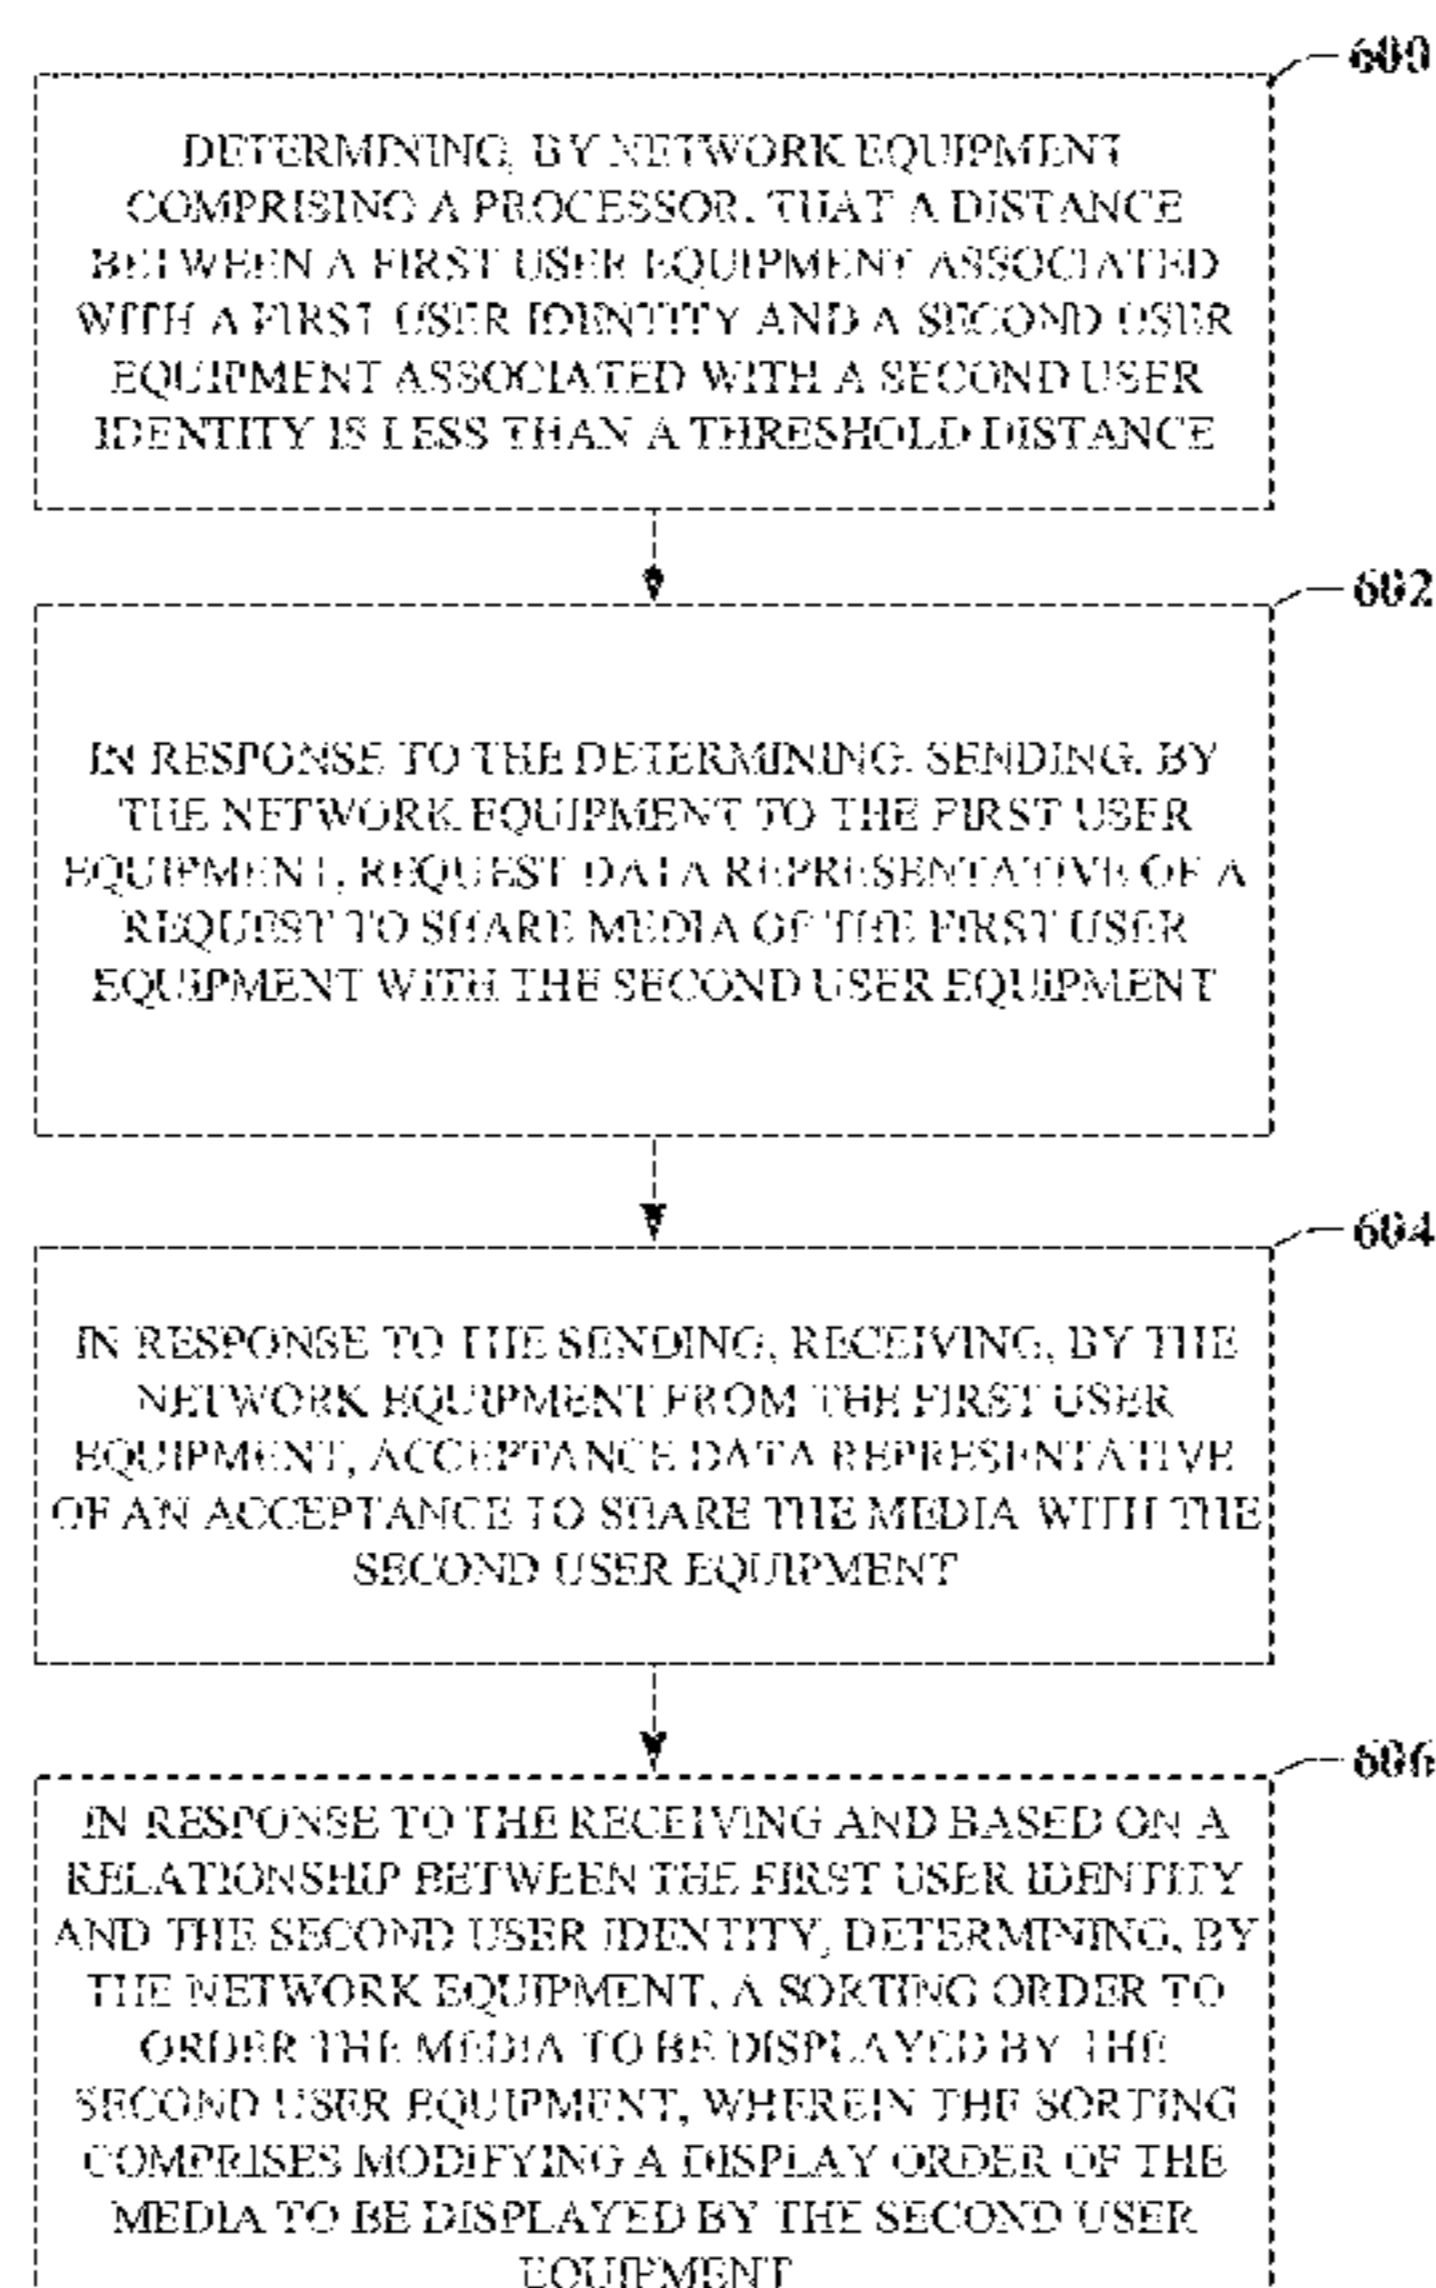 600
DETERMINING, BY NETWORK EQUIPMENT
COMPRISING A PROCESSOR, THAT A DISTANCE
BETWEEN A FIRST USER EQUIPMENT ASSOCIATED
WITH A FIRST USER IDENTITY AND A SECOND USER
EQUIPMENT ASSOCIATED WITH A SECOND USER
IDENTITY IS LESS THAN A THRESHOLD DISTANCE
602
IN RESPONSE TO THE DETERMINING, SENDING, BY
THE NETWORK EQUIPMENT TO THE FIRST USER
EQUIPMENT, REQUEST DATA REPRESENTATIVE OF A
REQUEST TO SHARE MEDIA OF THE FIRST USER
EQUIPMENT WITH THE SECOND USER EQUIPMENT
604
IN RESPONSE TO THE SENDING, RECEIVING, BY THE
NETWORK EQUIPMENT FROM THE FIRST USER
EQUIPMENT, ACCEPTANCE DATA REPRESENTATIVE
OF AN ACCEPTANCE TO SHARE THE MEDIA WITH THE
SECOND USER EQUIPMENT
606
IN RESPONSE TO THE RECEIVING AND BASED ON A
RELATIONSHIP BETWEEN THE FIRST USER IDENTITY
AND THE SECOND USER IDENTITY, DETERMINING, BY
THE NETWORK EQUIPMENT, A SORTING ORDER TO
ORDER THE MEDIA TO BE DISPLAYED BY THE
SECOND USER EQUIPMENT, WHEREIN THE SORTING
COMPRISES MODIFYING A DISPLAY ORDER OF THE
MEDIA TO BE DISPLAYED BY THE SECOND USER
EQUIPMENT